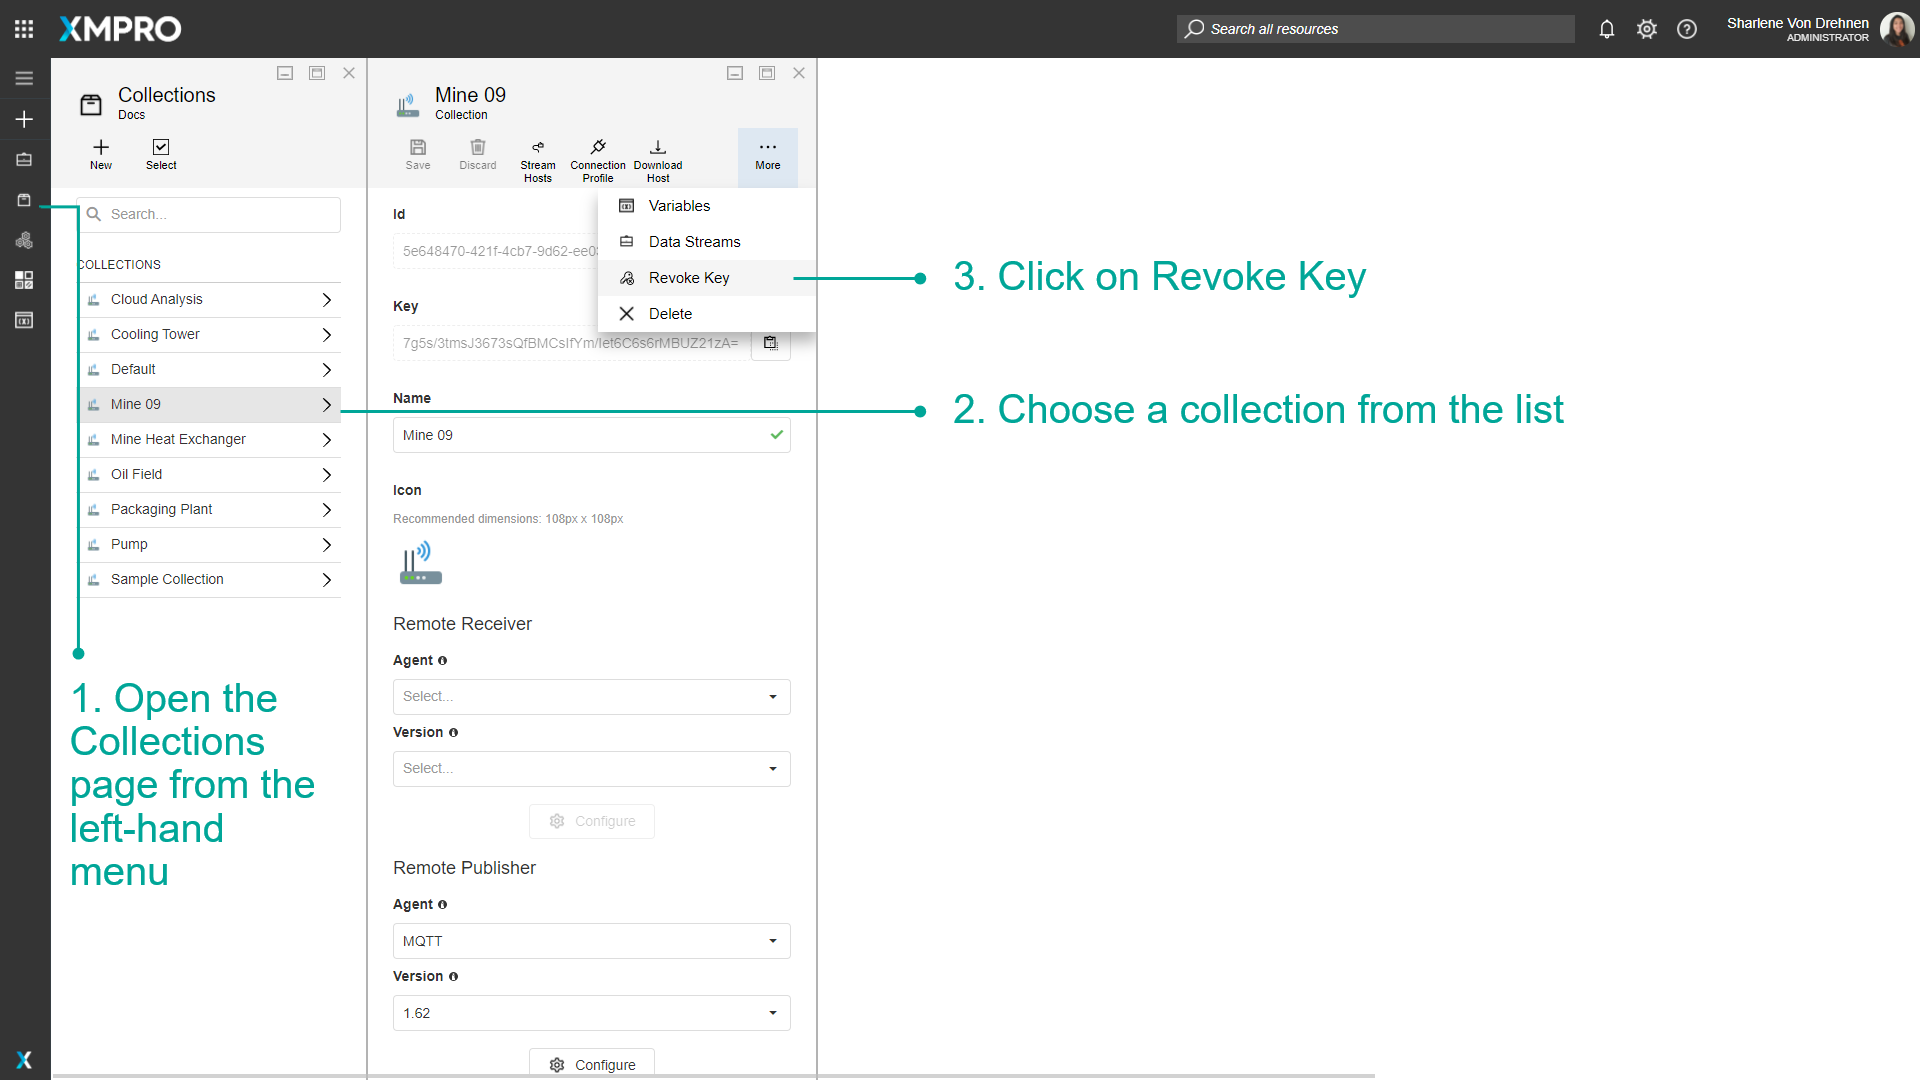 XMPRO
Search all resources
Sharlene Von Drehnen
ADMINISTRATOR
Collections
Docs
New
Select
Search...
COLLECTIONS
Cloud Analysis
Cooling Tower
Default
Mine 09
Mine Heat Exchanger
Oil Field
Packaging Plant
Pump
Sample Collection
1. Open the
Collections
page from the
left-hand
menu
Mine 09
Collection
Save
Discard
Stream
Hosts
Connection
Profile
Download
Host
More
Variables
Data Streams
Revoke Key
Delete
Id
5e648470-421f-4cb7-9d62-ee03
Key
7g5s/3tmsJ3673sQfBMCsIfYm/Iet6C6s6rMBUZ21zA=
Name
Mine 09
Icon
Recommended dimensions: 108px x 108px
Remote Receiver
Agent
Select...
Version
Select...
Configure
Remote Publisher
Agent
MQTT
Version
1.62
Configure
3. Click on Revoke Key
2. Choose a collection from the list